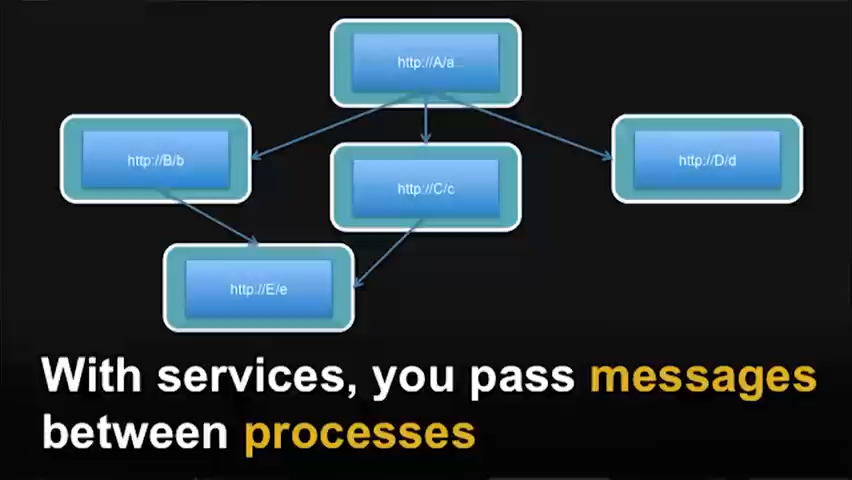 http://A/a
http://B/b
http://C/c
http://D/d
http://E/e
With services, you pass messages
between processes